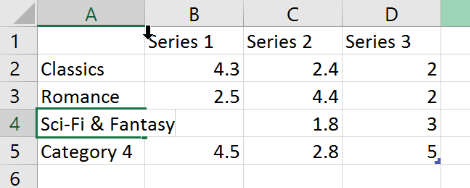 A B C D
1 Series 1 Series 2 Series 3
2 Classics 4.3 2.4 2
3 Romance 2.5 4.4 2
4 Sci-Fi & Fantasy 1.8 3
5 Category 4 4.5 2.8 5
6